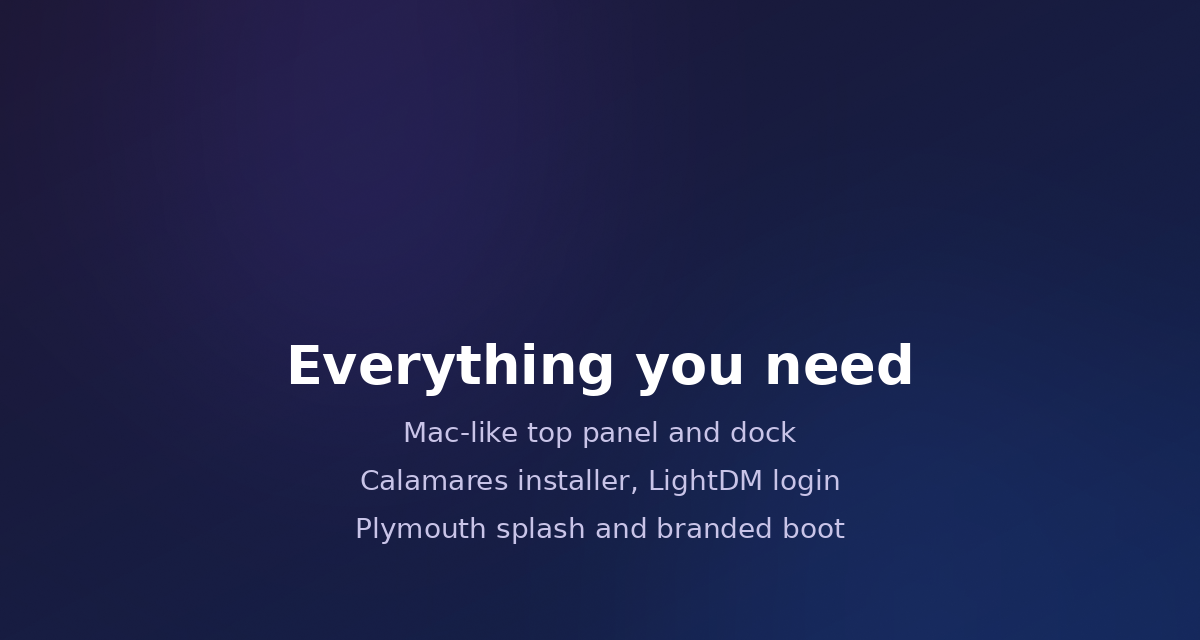 Everything you need
Mac-like top panel and dock
Calamares installer, LightDM login
Plymouth splash and branded boot